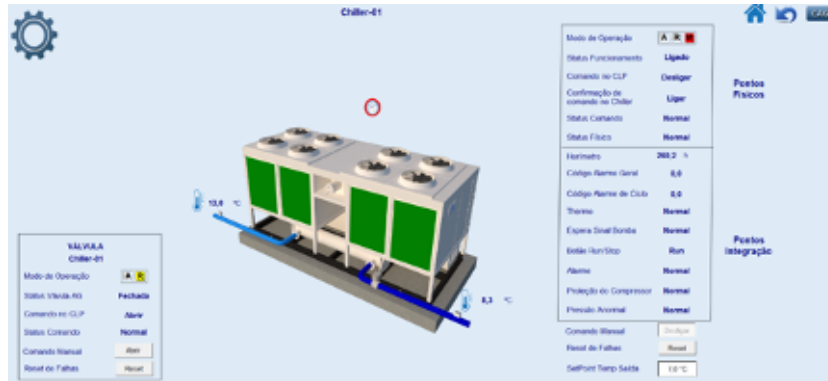 Chiller-01
Modo de Operação A R
Status Funcionamento Ligado
Comando no CLP Desligar
Confirmação de
comando no Chiller Ligar
Status Comando Normal
Status Físico Normal
Pontos
Físicos
Horímetro 260,2 h
Código Alarme Geral 0,0
Código Alarme de Ciclo 0,0
Thermo Normal
Espera Sinal Bomba Normal
Botão Run/Stop Run
Alarme Normal
Proteção do Compressor Normal
Pressão Anormal Normal
Pontos
Integração
Comando Manual Desligar
Reset de Falhas Reset
SetPoint Temp Saída
13,0 °C
8,3 °C
VÁLVULA
Chiller-01
Modo de Operação A R
Fechada
Comando no CLP Abrir
Status Comando Normal
Comando Manual Abrir
Reset de Falhas Reset